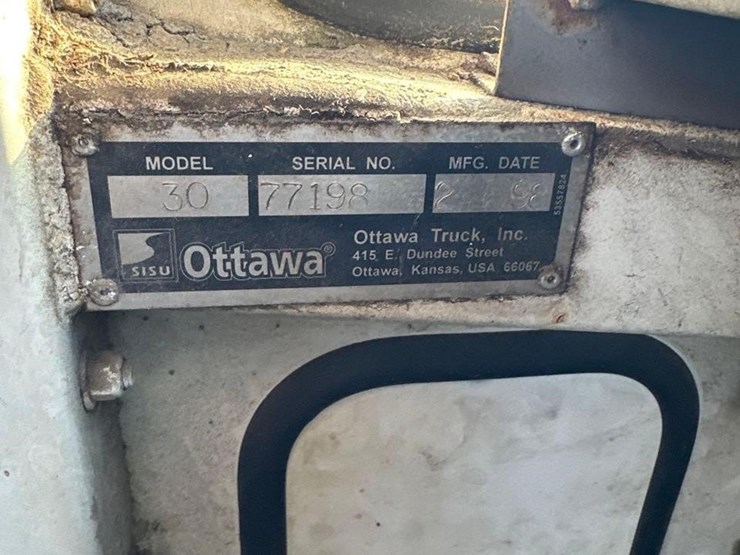 MODEL SERIAL NO. MFG. DATE
30 77198 2 98
SISU Ottawa®
Ottawa Truck, Inc.
415 E. Dundee Street
Ottawa, Kansas, USA 66067